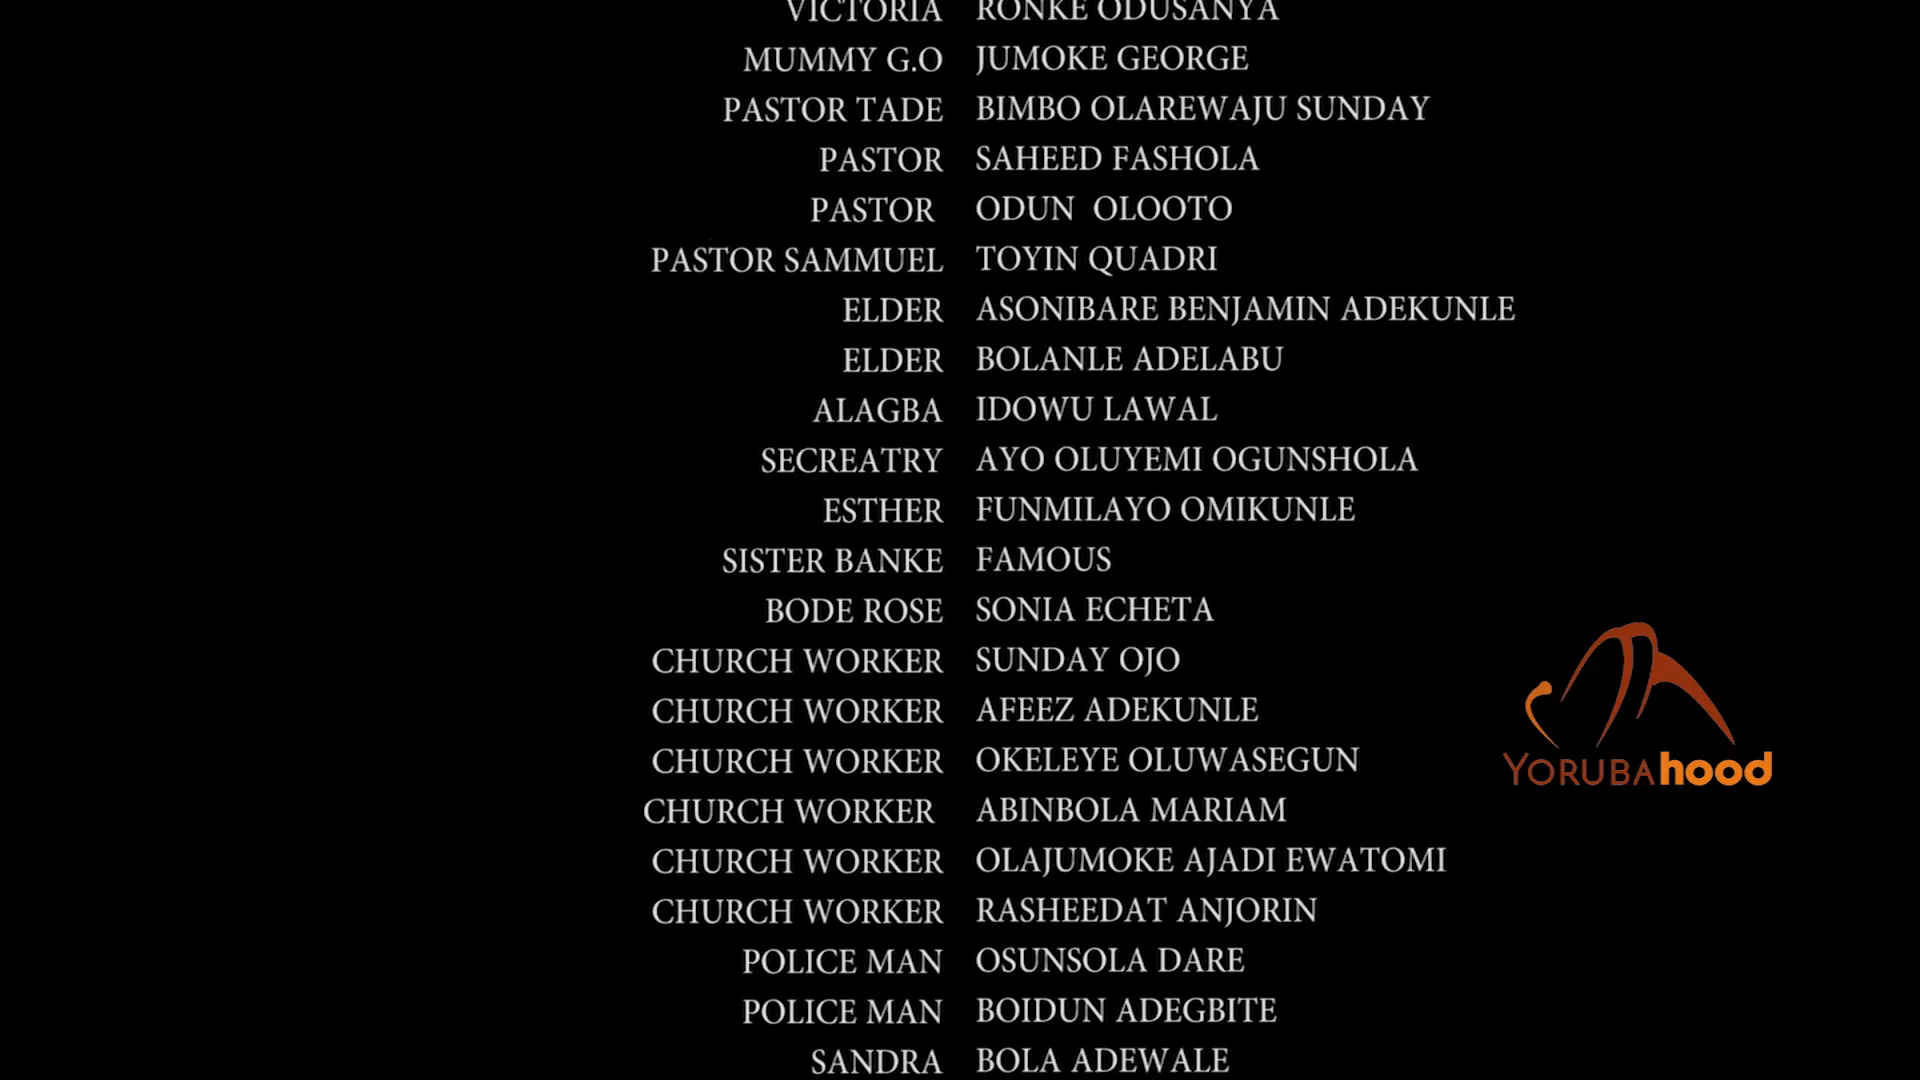 VICTORIA RONKE ODUSANYA
MUMMY G.O JUMOKE GEORGE
PASTOR TADE BIMBO OLAREWAJU SUNDAY
PASTOR SAHEED FASHOLA
PASTOR ODUN OLOOTO
PASTOR SAMMUEL TOYIN QUADRI
ELDER ASONIBARE BENJAMIN ADEKUNLE
ELDER BOLANLE ADELABU
ALAGBA IDOWU LAWAL
SECREATRY AYO OLUYEMI OGUNSHOLA
ESTHER FUNMILAYO OMIKUNLE
SISTER BANKE FAMOUS
BODE ROSE SONIA ECHETA
CHURCH WORKER SUNDAY OJO
CHURCH WORKER AFEEZ ADEKUNLE
CHURCH WORKER OKELEYE OLUWASEGUN
CHURCH WORKER ABINBOLA MARIAM
CHURCH WORKER OLAJUMOKE AJADI EWATOMI
CHURCH WORKER RASHEEDAT ANJORIN
POLICE MAN OSUNSOLA DARE
POLICE MAN BOIDUN ADEGBITE
SANDRA BOLA ADEWALE
YORUBAhood